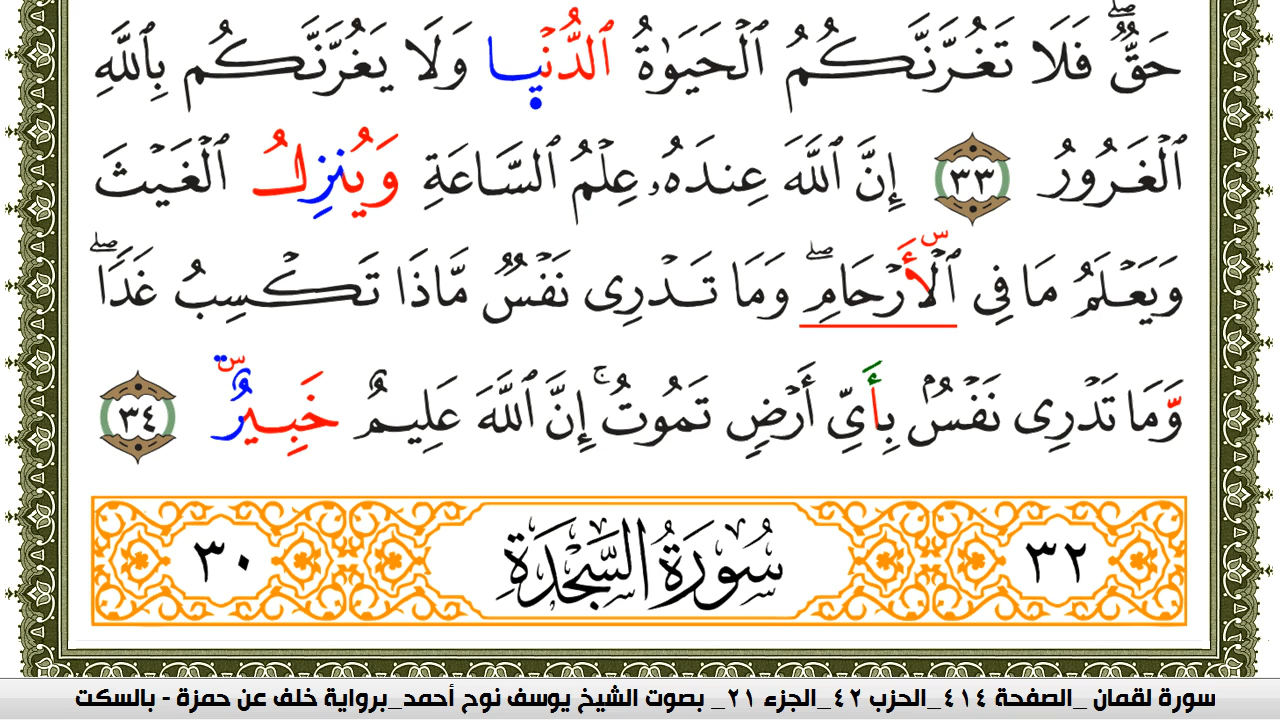 حَقٌّۖ فَلَا تَغُرَّنَّكُمُ ٱلْحَيَوٰةُ ٱلدُّنْيٜا وَلَا يَغُرَّنَّكُم بِٱللَّهِ
ٱلْغَرُورُ ٣٣ إِنَّ ٱللَّهَ عِندَهُۥ عِلْمُ ٱلسَّاعَةِ وَيُنزِلُ ٱلْغَيْثَ
وَيَعْلَمُ مَا فِى ٱلْأَرْحَامِۖ وَمَا تَدْرِى نَفْسٌ مَّاذَا تَكْسِبُ غَدًاۖ
وَّمَا تَدْرِى نَفْسُۢ بِأَىِّ أَرْضٍ تَمُوتُۚ إِنَّ ٱللَّهَ عَلِيمٌ خَبِيرٌ ٣٤
٣٢ سُورَةُ السَّجْدَةِ ٣٠
سورة لقمان _الصفحة ٤١٤_الحزب ٤٢_الجزء ٢١_ بصوت الشيخ يوسف نوح أحمد_برواية خلف عن حمزة - بالسكت